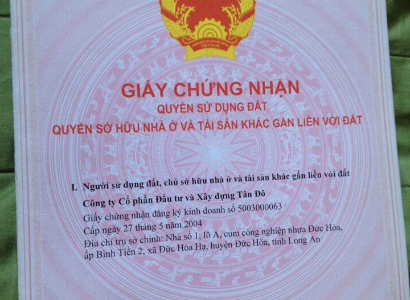 GIẤY CHỨNG NHẬN
QUYỀN SỬ DỤNG ĐẤT
QUYỀN SỞ HỮU NHÀ Ở VÀ TÀI SẢN KHÁC GẮN LIỀN VỚI ĐẤT
I. Người sử dụng đất, chủ sở hữu nhà ở và tài sản khác gắn liền với đất
Công ty Cổ phần Đầu tư và Xây dựng Tân Đô
Giấy chứng nhận đăng ký kinh doanh số 5003000063
Cấp ngày 27 tháng 5 năm 2004
Địa chỉ trụ sở chính: Nhà số 1, lô A, cụm công nghiệp nhựa Đức Hòa,
ấp Bình Tiền 2, xã Đức Hòa Hạ, huyện Đức Hòa, tỉnh Long An